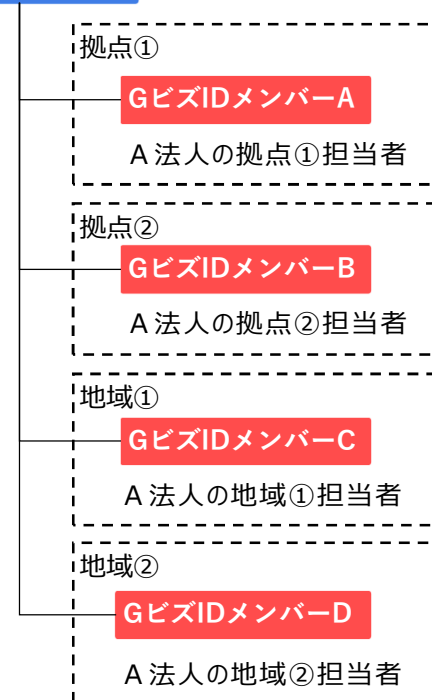 拠点①
GビズIDメンバーA
A法人の拠点①担当者
拠点②
GビズIDメンバーB
A法人の拠点②担当者
地域①
GビズIDメンバーC
A法人の地域①担当者
地域②
GビズIDメンバーD
A法人の地域②担当者